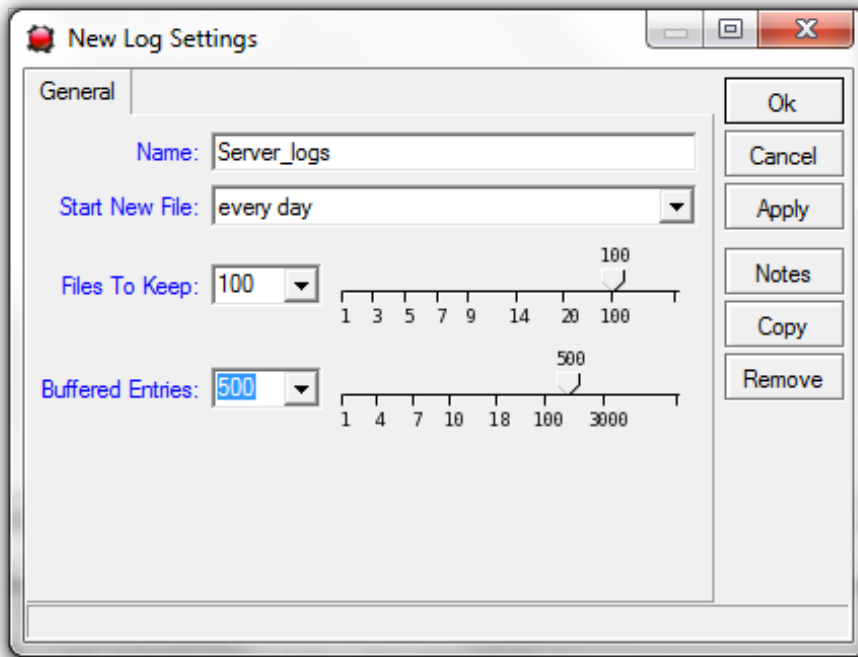 New Log Settings
General
Name: Server_logs
Start New File: every day
Files To Keep: 100
100
1 3 5 7 9 14 20 100
Buffered Entries: 500
500
1 4 7 10 18 100 3000
Ok
Cancel
Apply
Notes
Copy
Remove